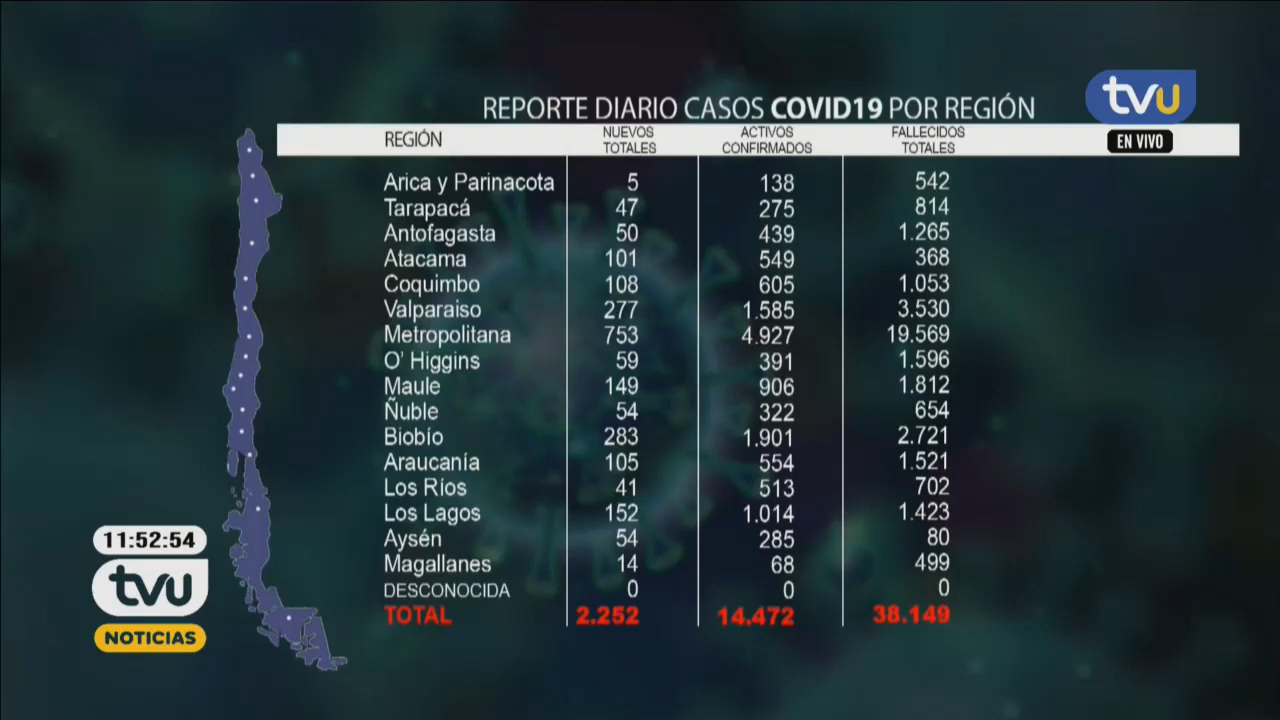 REPORTE DIARIO CASOS COVID19 POR REGIÓN
tvu
EN VIVO
REGIÓN NUEVOS TOTALES ACTIVOS CONFIRMADOS FALLECIDOS TOTALES
Arica y Parinacota 5 138 542
Tarapacá 47 275 814
Antofagasta 50 439 1.265
Atacama 101 549 368
Coquimbo 108 605 1.053
Valparaiso 277 1.585 3.530
Metropolitana 753 4.927 19.569
O' Higgins 59 391 1.596
Maule 149 906 1.812
Ñuble 54 322 654
Biobío 283 1.901 2.721
Araucanía 105 554 1.521
Los Ríos 41 513 702
Los Lagos 152 1.014 1.423
Aysén 54 285 80
Magallanes 14 68 499
DESCONOCIDA 0 0 0
TOTAL 2.252 14.472 38.149
11:52:54
tvu
NOTICIAS